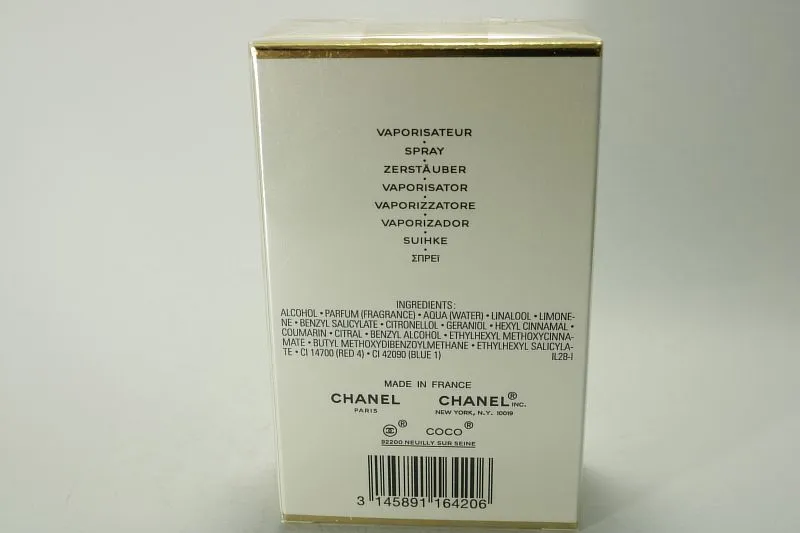 VAPORISATEUR
•
SPRAY
•
ZERSTÄUBER
•
VAPORISATOR
•
VAPORIZZATORE
•
VAPORIZADOR
•
SUIHKE
•
ΣΠΡΕΪ
INGREDIENTS:
ALCOHOL • PARFUM (FRAGRANCE) • AQUA (WATER) • LINALOOL • LIMONE-
NE • BENZYL SALICYLATE • CITRONELLOL • GERANIOL • HEXYL CINNAMAL •
COUMARIN • CITRAL • BENZYL ALCOHOL • ETHYLHEXYL METHOXYCINNA-
MATE • BUTYL METHOXYDIBENZOYLMETHANE • ETHYLHEXYL SALICYLA-
TE • CI 14700 (RED 4) • CI 42090 (BLUE 1) IL28-I
MADE IN FRANCE
CHANEL CHANEL® INC.
PARIS NEW YORK, N.Y. 10019
® COCO®
92200 NEUILLY SUR SEINE
3 145891 164206